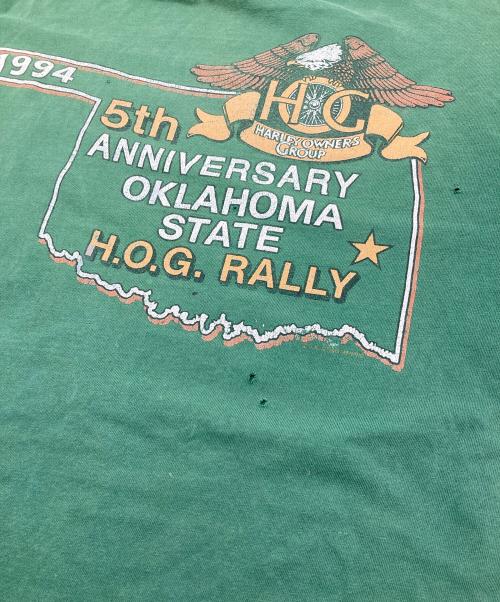 1994
HOG
HARLEY OWNERS
GROUP
5th
ANNIVERSARY
OKLAHOMA
STATE
H.O.G. RALLY